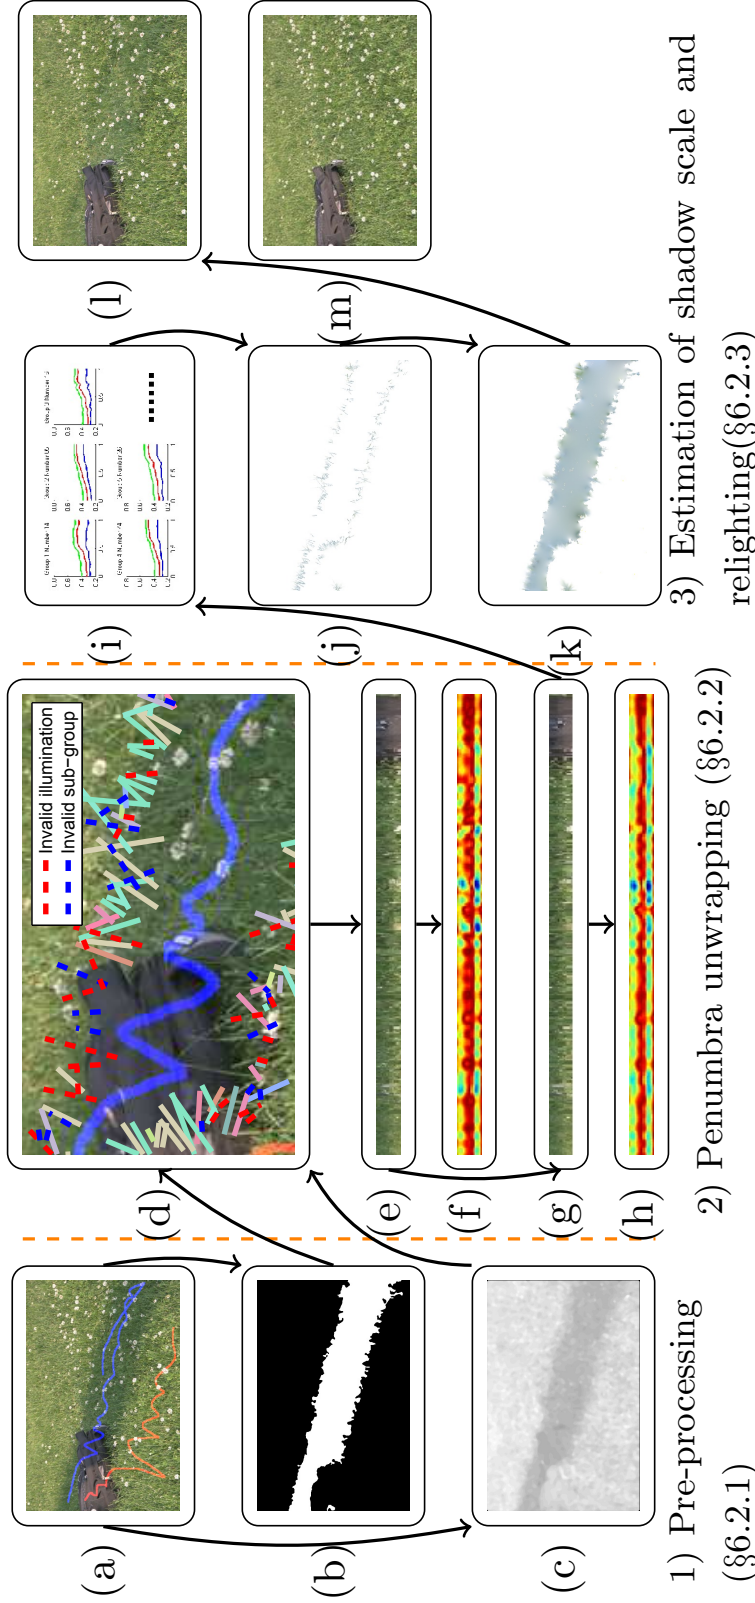 (a)
(b)
(c)
1) Pre-processing
(§6.2.1)
(d)
Invalid illumination
Invalid sub-group
(e)
(f)
(g)
(h)
2) Penumbra unwrapping (§6.2.2)
(i)
(j)
(k)
(l)
(m)
3) Estimation of shadow scale and
relighting(§6.2.3)